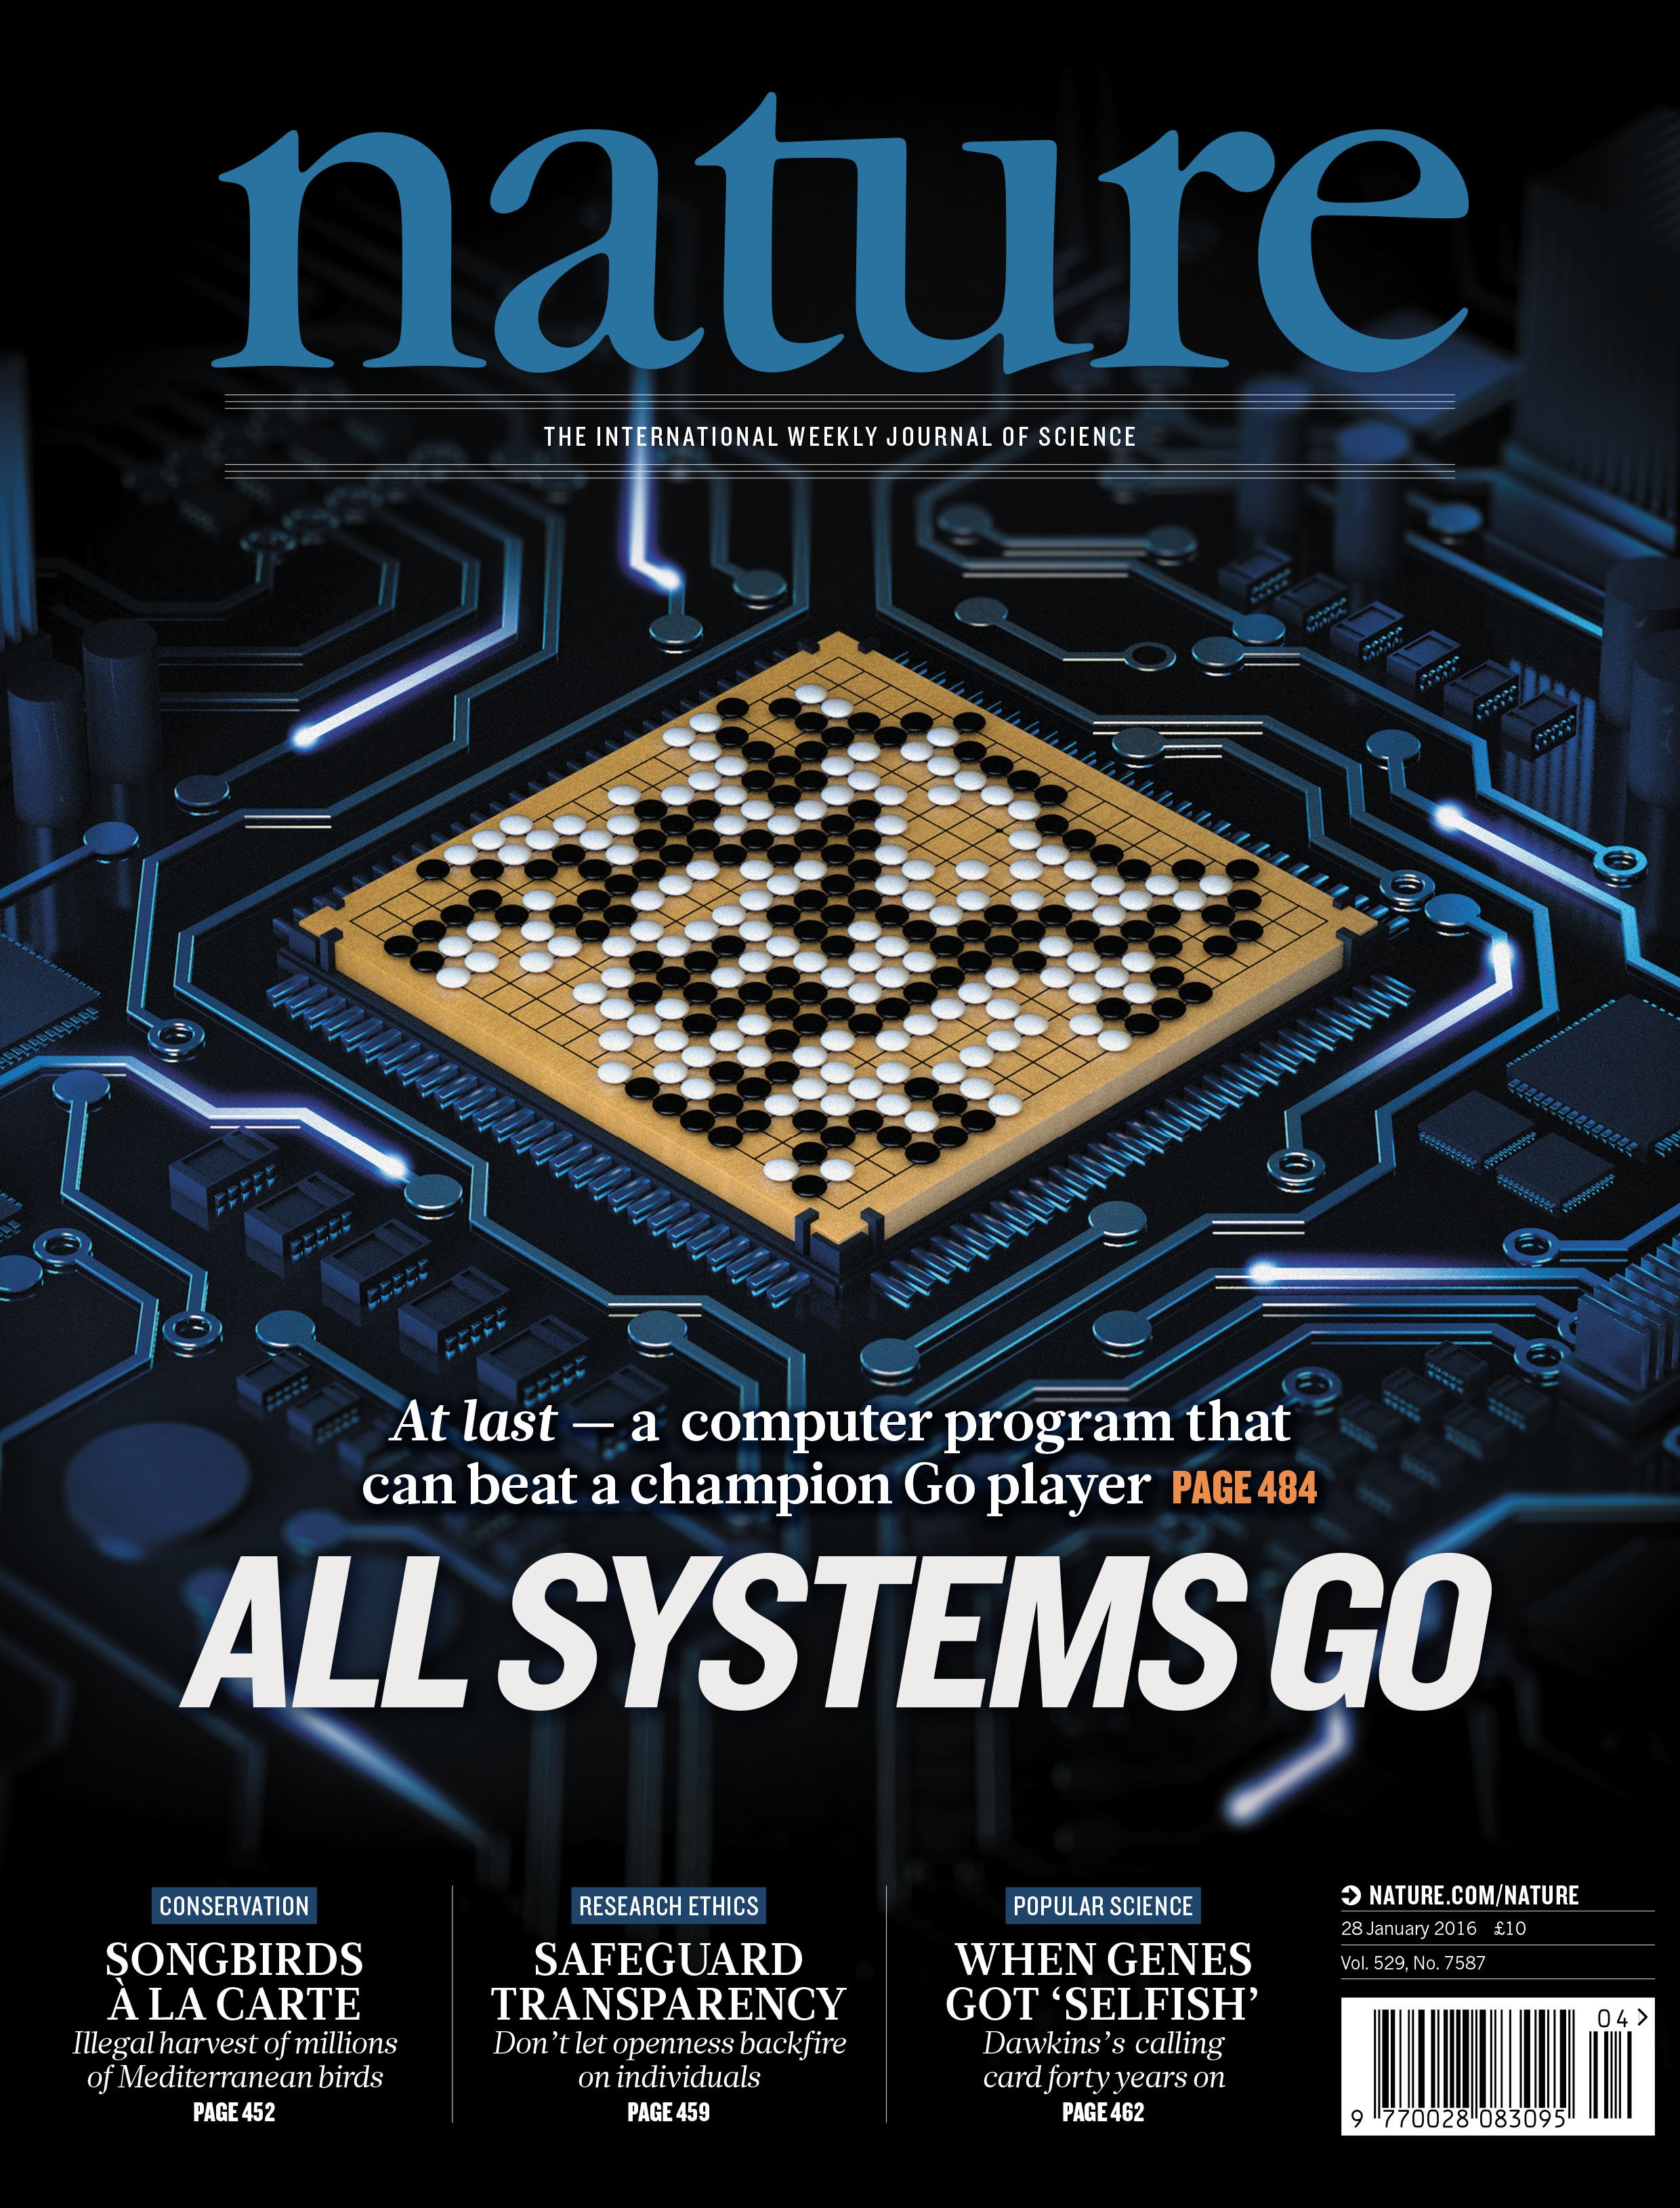 nature
THE INTERNATIONAL WEEKLY JOURNAL OF SCIENCE
At last — a computer program that
can beat a champion Go player PAGE 484
ALL SYSTEMS GO
CONSERVATION
SONGBIRDS
À LA CARTE
Illegal harvest of millions
of Mediterranean birds
PAGE 452
RESEARCH ETHICS
SAFEGUARD
TRANSPARENCY
Don’t let openness backfire
on individuals
PAGE 459
POPULAR SCIENCE
WHEN GENES
GOT ‘SELFISH’
Dawkins’s calling
card forty years on
PAGE 462
NATURE.COM/NATURE
28 January 2016 £10
Vol. 529, No. 7587
04>
9 770028 083095